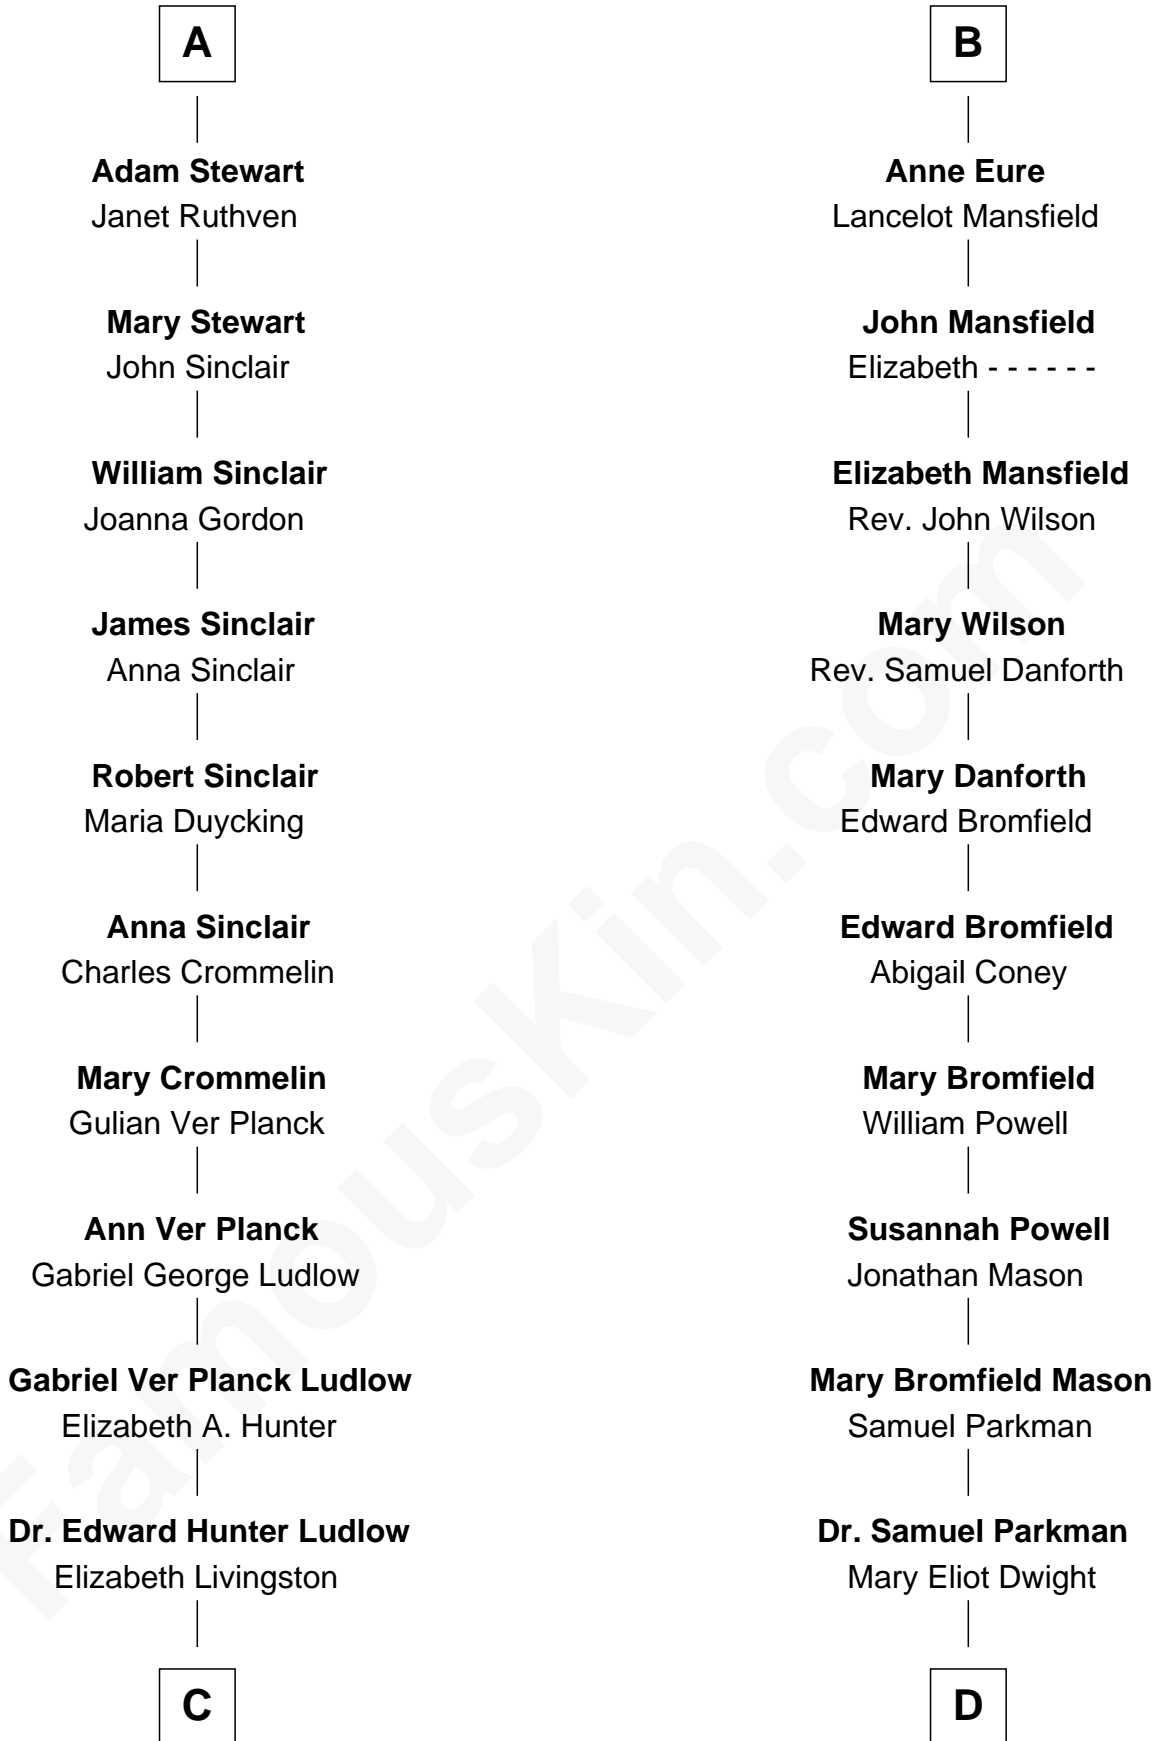 A
Adam Stewart
Janet Ruthven
Mary Stewart
John Sinclair
William Sinclair
Joanna Gordon
James Sinclair
Anna Sinclair
Robert Sinclair
Maria Duycking
Anna Sinclair
Charles Crommelin
Mary Crommelin
Gulian Ver Planck
Ann Ver Planck
Gabriel George Ludlow
Gabriel Ver Planck Ludlow
Elizabeth A. Hunter
Dr. Edward Hunter Ludlow
Elizabeth Livingston
C
B
Anne Eure
Lancelot Mansfield
John Mansfield
Elizabeth - - - - - -
Elizabeth Mansfield
Rev. John Wilson
Mary Wilson
Rev. Samuel Danforth
Mary Danforth
Edward Bromfield
Edward Bromfield
Abigail Coney
Mary Bromfield
William Powell
Susannah Powell
Jonathan Mason
Mary Bromfield Mason
Samuel Parkman
Dr. Samuel Parkman
Mary Eliot Dwight
D
FamousKin.com